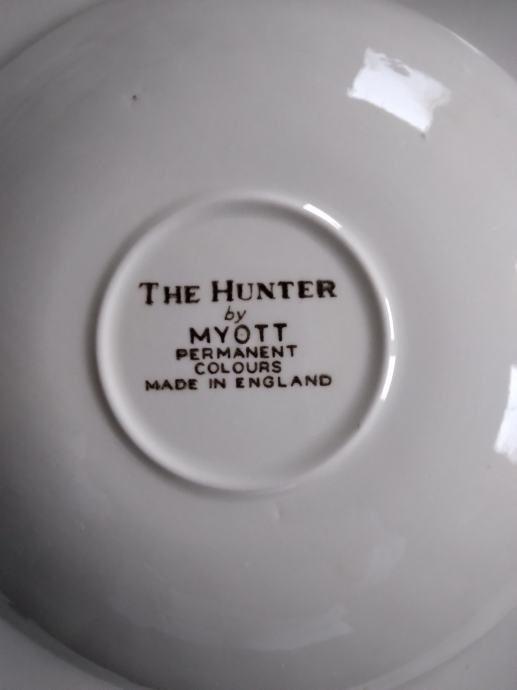 THE HUNTER
by
MYOTT
PERMANENT
COLOURS
MADE IN ENGLAND